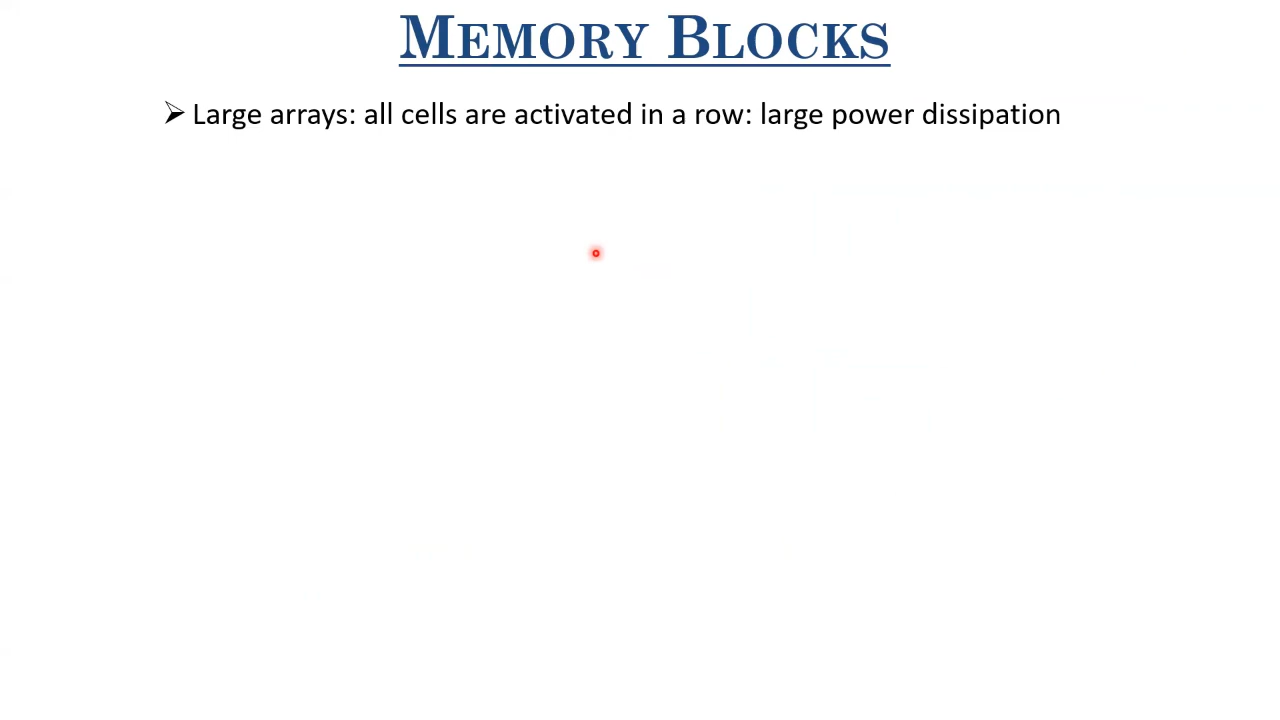 MEMORY BLOCKS
➢ Large arrays: all cells are activated in a row: large power dissipation